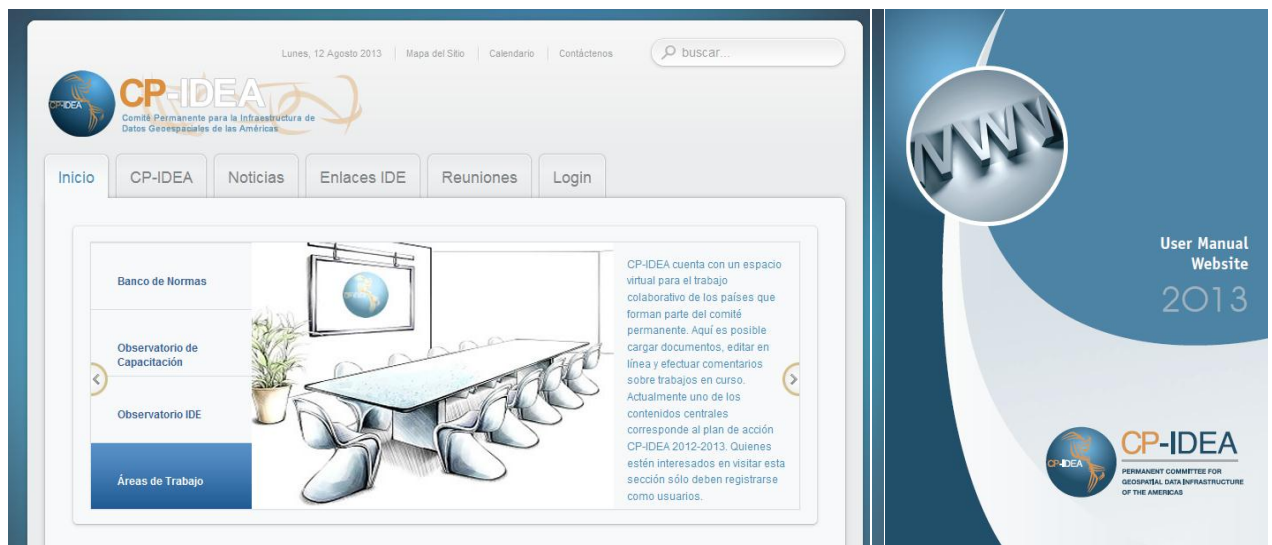 Lunes, 12 Agosto 2013
Mapa del Sitio
Calendario
Contáctenos
buscar...
CP-IDEA
CP-IDEA
Comité Permanente para la Infraestructura de
Datos Geoespaciales de las Américas
Inicio
CP-IDEA
Noticias
Enlaces IDE
Reuniones
Login
Banco de Normas
Observatorio de
Capacitación
Observatorio IDE
Áreas de Trabajo
CP-IDEA
CP-IDEA cuenta con un espacio
virtual para el trabajo
colaborativo de los países que
forman parte del comité
permanente. Aquí es posible
cargar documentos, editar en
línea y efectuar comentarios
sobre trabajos en curso.
Actualmente uno de los
contenidos centrales
corresponde al plan de acción
CP-IDEA 2012-2013. Quienes
estén interesados en visitar esta
sección sólo deben registrarse
como usuarios.
WWW
User Manual
Website
2013
CP-IDEA
CP-IDEA
PERMANENT COMMITTEE FOR
GEOSPATIAL DATA INFRASTRUCTURE
OF THE AMERICAS